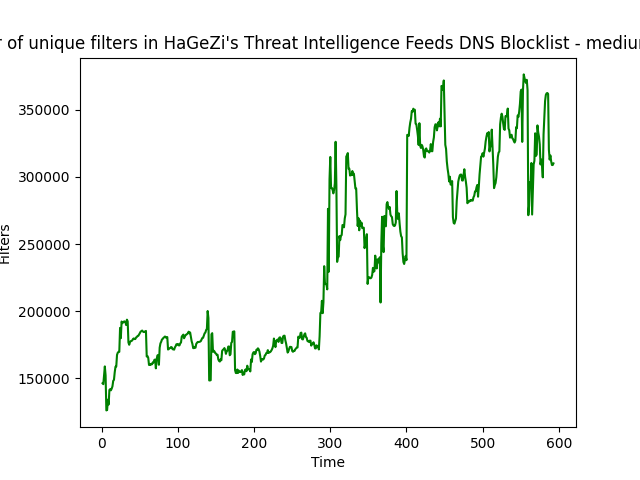 r of unique filters in HaGeZi's Threat Intelligence Feeds DNS Blocklist - mediu
350000
300000
250000
200000
150000
Filters
0 100 200 300 400 500 600
Time